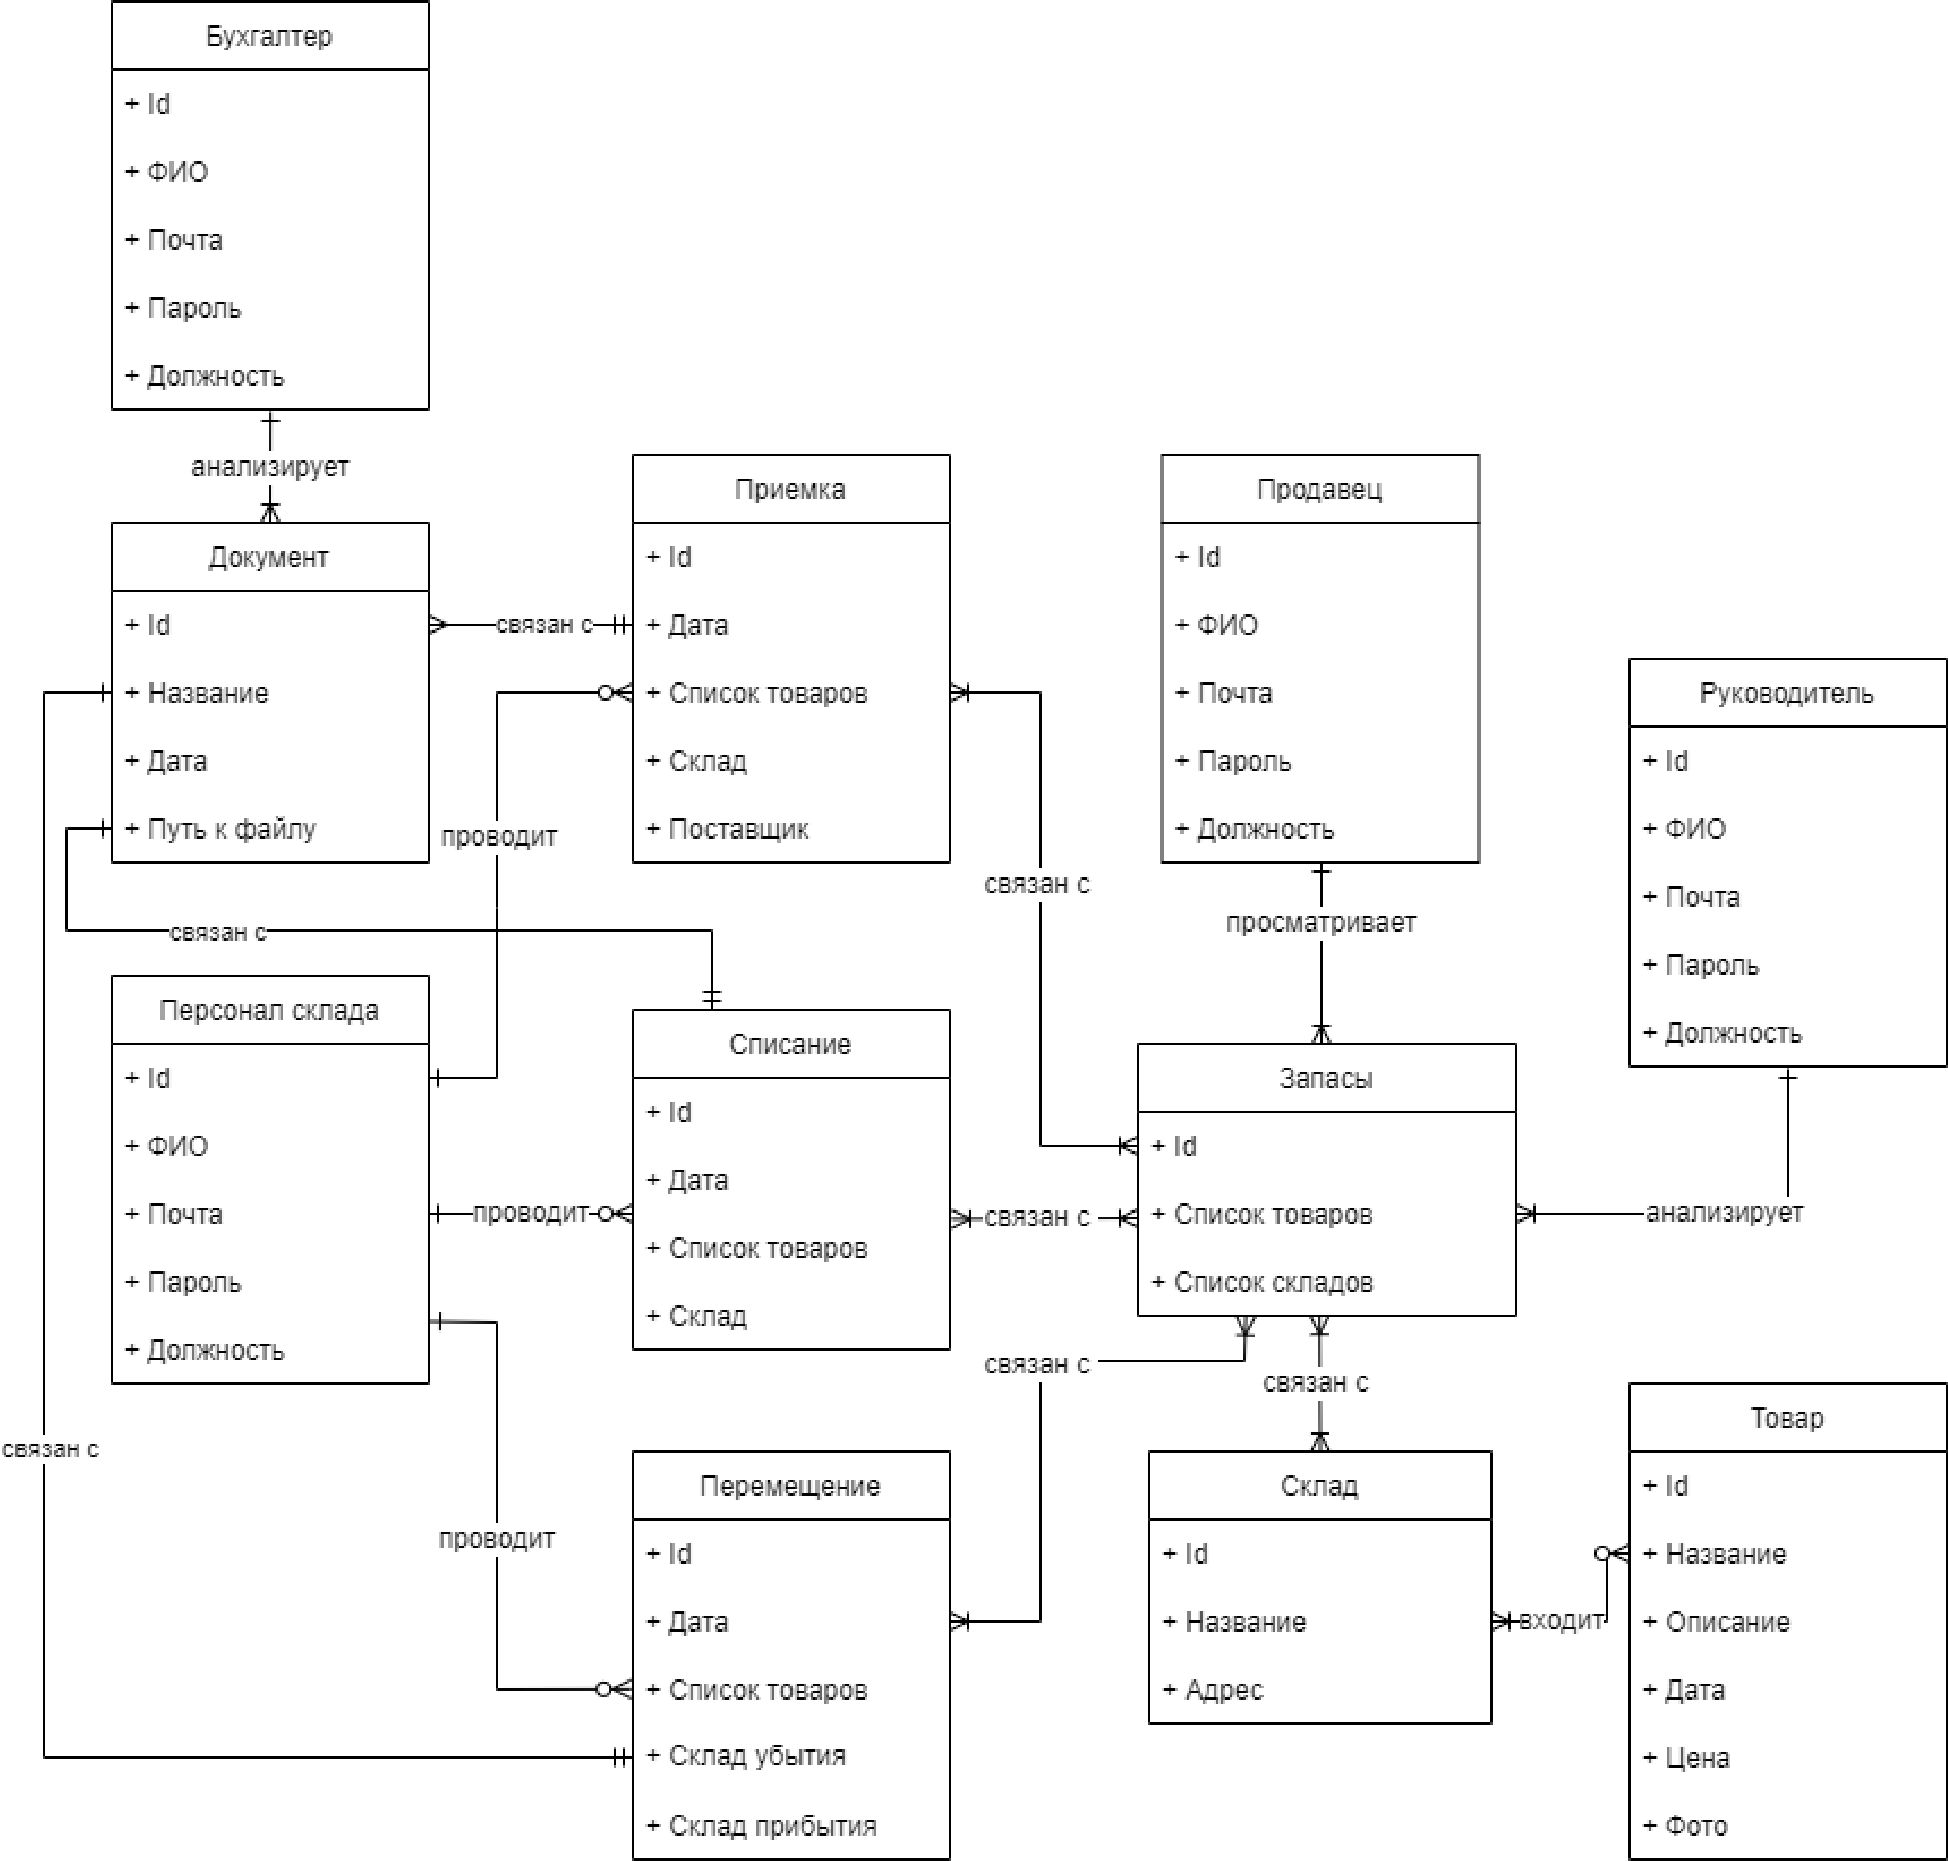 Бухгалтер
+ Id
+ ФИО
+ Почта
+ Пароль
+ Должность
анализирует
Документ
+ Id
+ Название
+ Дата
+ Путь к файлу
связан с
Приемка
+ Id
+ Дата
+ Список товаров
+ Склад
+ Поставщик
проводит
связан с
связан с
Продавец
+ Id
+ ФИО
+ Почта
+ Пароль
+ Должность
просматривает
Руководитель
+ Id
+ ФИО
+ Почта
+ Пароль
+ Должность
анализирует
Персонал склада
+ Id
+ ФИО
+ Почта
+ Пароль
+ Должность
проводит
Списание
+ Id
+ Дата
+ Список товаров
+ Склад
связан с
Запасы
+ Id
+ Список товаров
+ Список складов
связан с
связан с
связан с
проводит
Перемещение
+ Id
+ Дата
+ Список товаров
+ Склад убытия
+ Склад прибытия
Склад
+ Id
+ Название
+ Адрес
входит
Товар
+ Id
+ Название
+ Описание
+ Дата
+ Цена
+ Фото